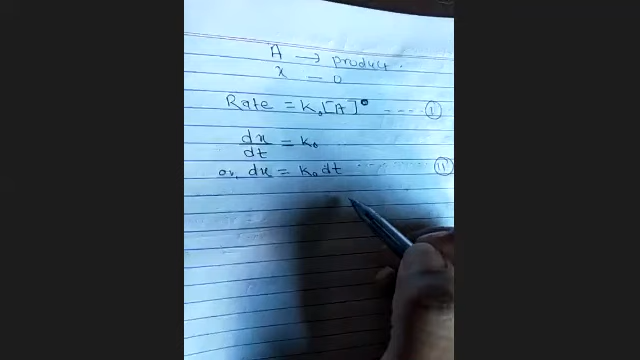 A → product.
x — 0
Rate = K₀[A]⁰ ---- (I)
dx/dt = K₀
or, dx = K₀ dt ---------- (II)